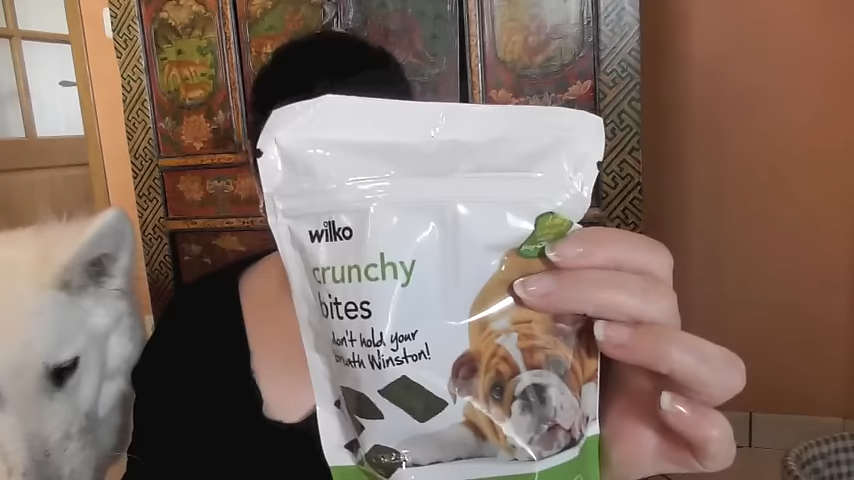 wilko
crunchy
bites
don't hold your
breath Winston!